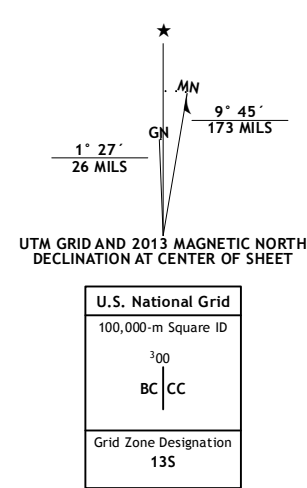 ★
MN
GN
9° 45´
173 MILS
1° 27´
26 MILS
UTM GRID AND 2013 MAGNETIC NORTH
DECLINATION AT CENTER OF SHEET
U.S. National Grid
100,000-m Square ID
³00
BC CC
Grid Zone Designation
13S